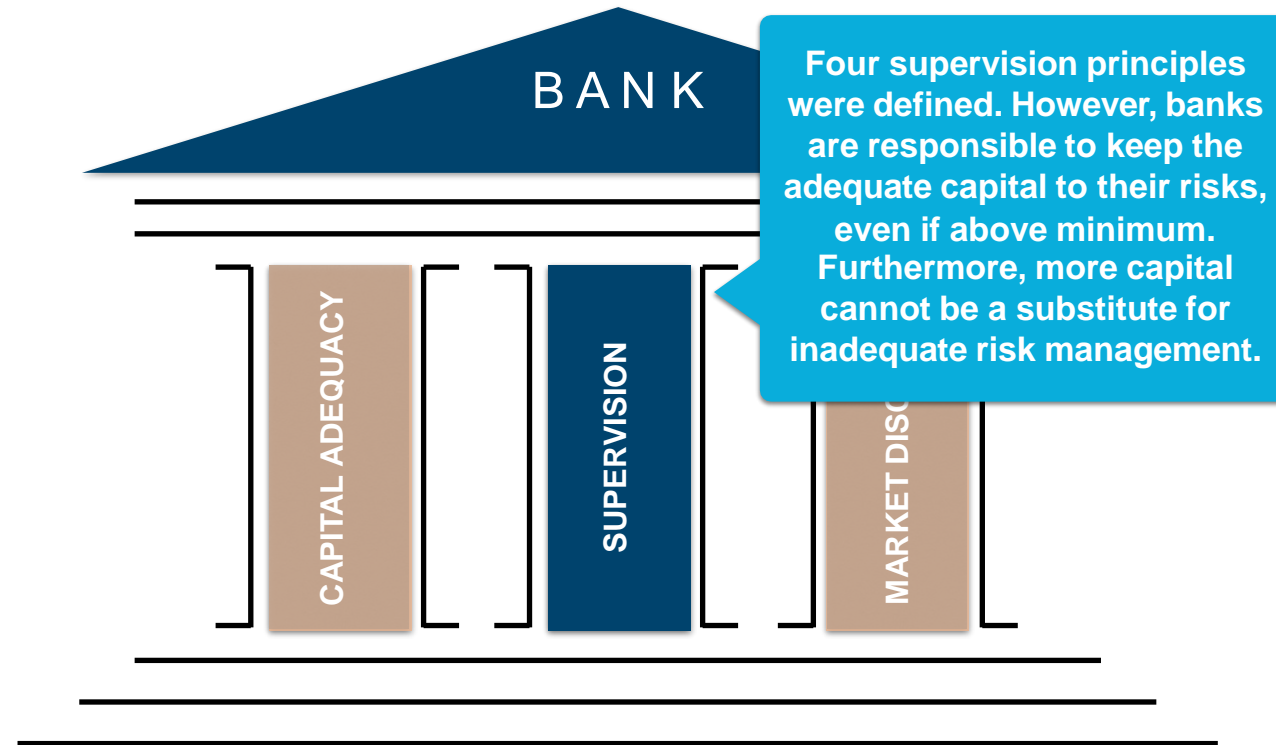 BANK
Four supervision principles
were defined. However, banks
are responsible to keep the
adequate capital to their risks,
even if above minimum.
Furthermore, more capital
cannot be a substitute for
inadequate risk management.
CAPITAL ADEQUACY
SUPERVISION
MARKET